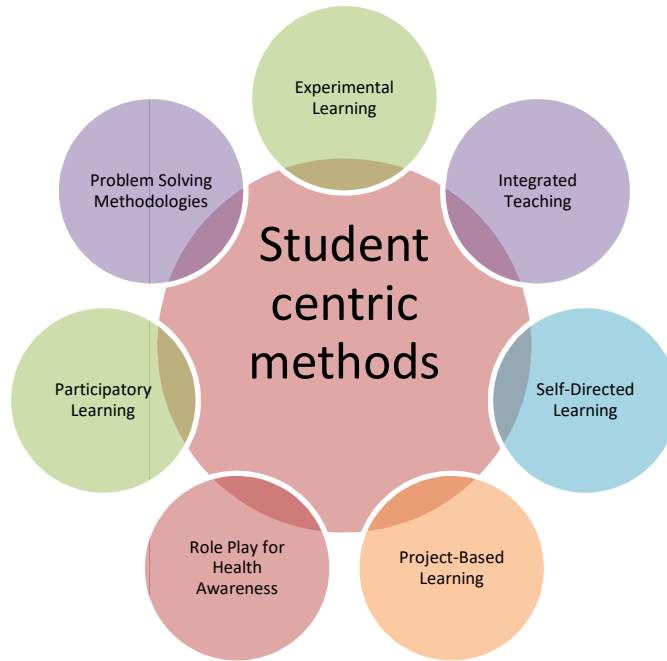 Experimental
Learning
Integrated
Teaching
Self-Directed
Learning
Project-Based
Learning
Role Play for
Health
Awareness
Participatory
Learning
Problem Solving
Methodologies
Student
centric
methods